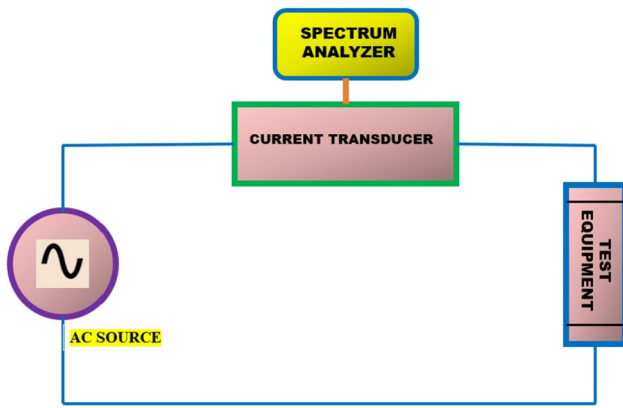 SPECTRUM
ANALYZER
CURRENT TRANSDUCER
TEST
EQUIPMENT
AC SOURCE